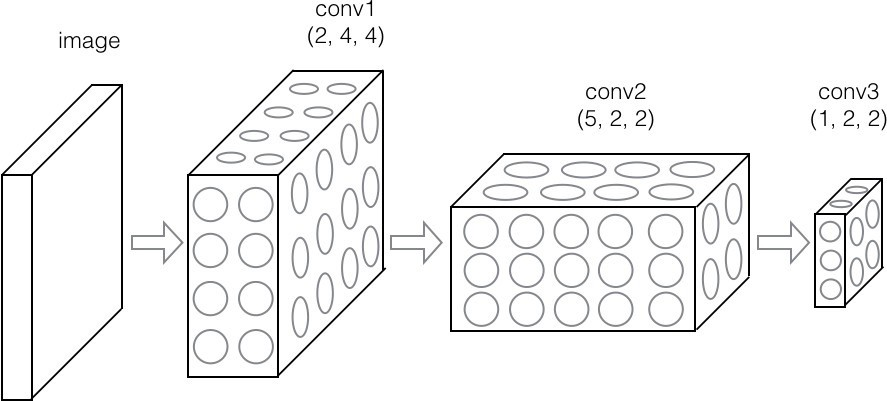 image
conv1
(2, 4, 4)
conv2
(5, 2, 2)
conv3
(1, 2, 2)